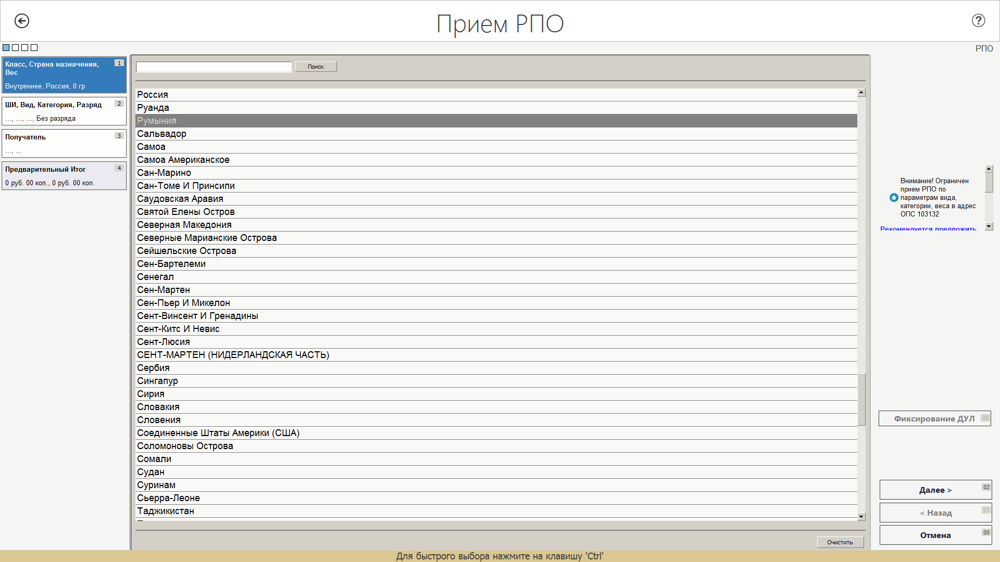 Прием РПО
?
РПО
Класс, Страна назначения,
Вес
1
Внутреннее, Россия, 0 гр
ШИ, Вид, Категория, Разряд
2
..., ..., ..., Без разряда
Получатель
3
..., ...
Предварительный Итог
4
0 руб. 00 коп., 0 руб. 00 коп.
Поиск
Россия
Руанда
Румыния
Сальвадор
Самоа
Самоа Американское
Сан-Марино
Сан-Томе И Принсипи
Саудовская Аравия
Святой Елены Остров
Северная Македония
Северные Марианские Острова
Сейшельские Острова
Сен-Бартелеми
Сенегал
Сен-Мартен
Сен-Пьер И Микелон
Сент-Винсент И Гренадины
Сент-Китс И Невис
Сент-Люсия
СЕНТ-МАРТЕН (НИДЕРЛАНДСКАЯ ЧАСТЬ)
Сербия
Сингапур
Сирия
Словакия
Словения
Соединенные Штаты Америки (США)
Соломоновы Острова
Сомали
Судан
Суринам
Сьерра-Леоне
Таджикистан
Очистить
Внимание! Ограничен
прием РПО по
параметрам вида,
категории, веса в адрес
ОПС 103132
Рекомендуется предложить
Фиксирование ДУЛ
06
Далее >
02
< Назад
01
Отмена
00
Для быстрого выбора нажмите на клавишу 'Ctrl'